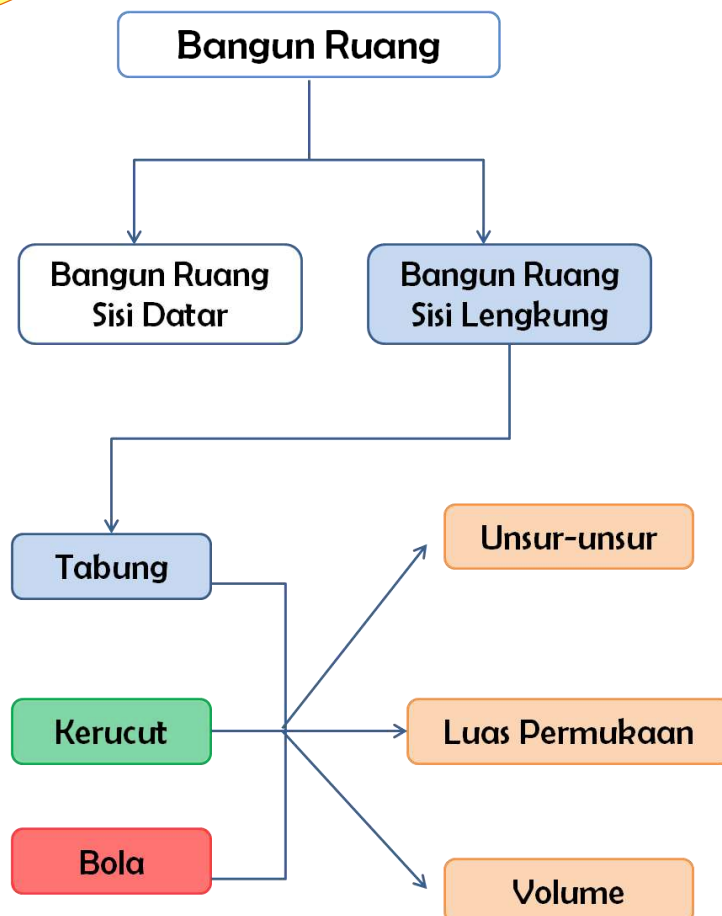 Bangun Ruang
Bangun Ruang
Sisi Datar
Bangun Ruang
Sisi Lengkung
Tabung
Kerucut
Bola
Unsur-unsur
Luas Permukaan
Volume